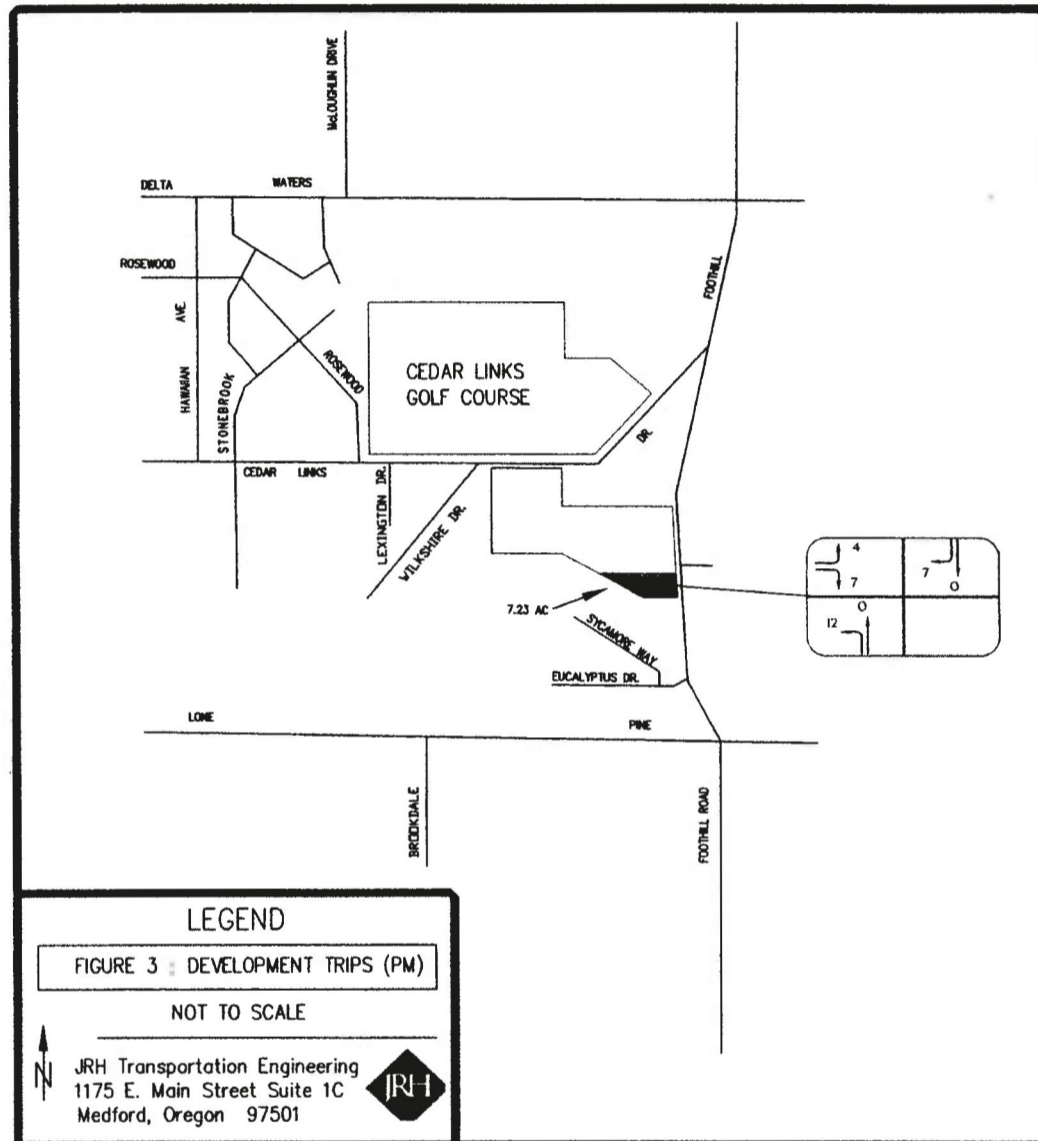 McLOUGHLIN DRIVE
DELTA WATERS
FOOTHILL
ROSEWOOD
HAWAIIAN AVE.
STONEBROOK
ROSEWOOD
CEDAR LINKS
GOLF COURSE
DR.
CEDAR LINKS
LEXINGTON DR.
WILKSHIRE DR.
4
7
7
0
0
12
7.23 AC
SYCAMORE WAY
EUCALYPTUS DR.
LONE PINE
BROOKDALE
FOOTHILL ROAD
LEGEND
FIGURE 3 : DEVELOPMENT TRIPS (PM)
NOT TO SCALE
N
JRH Transportation Engineering
1175 E. Main Street Suite 1C
Medford, Oregon 97501
JRH